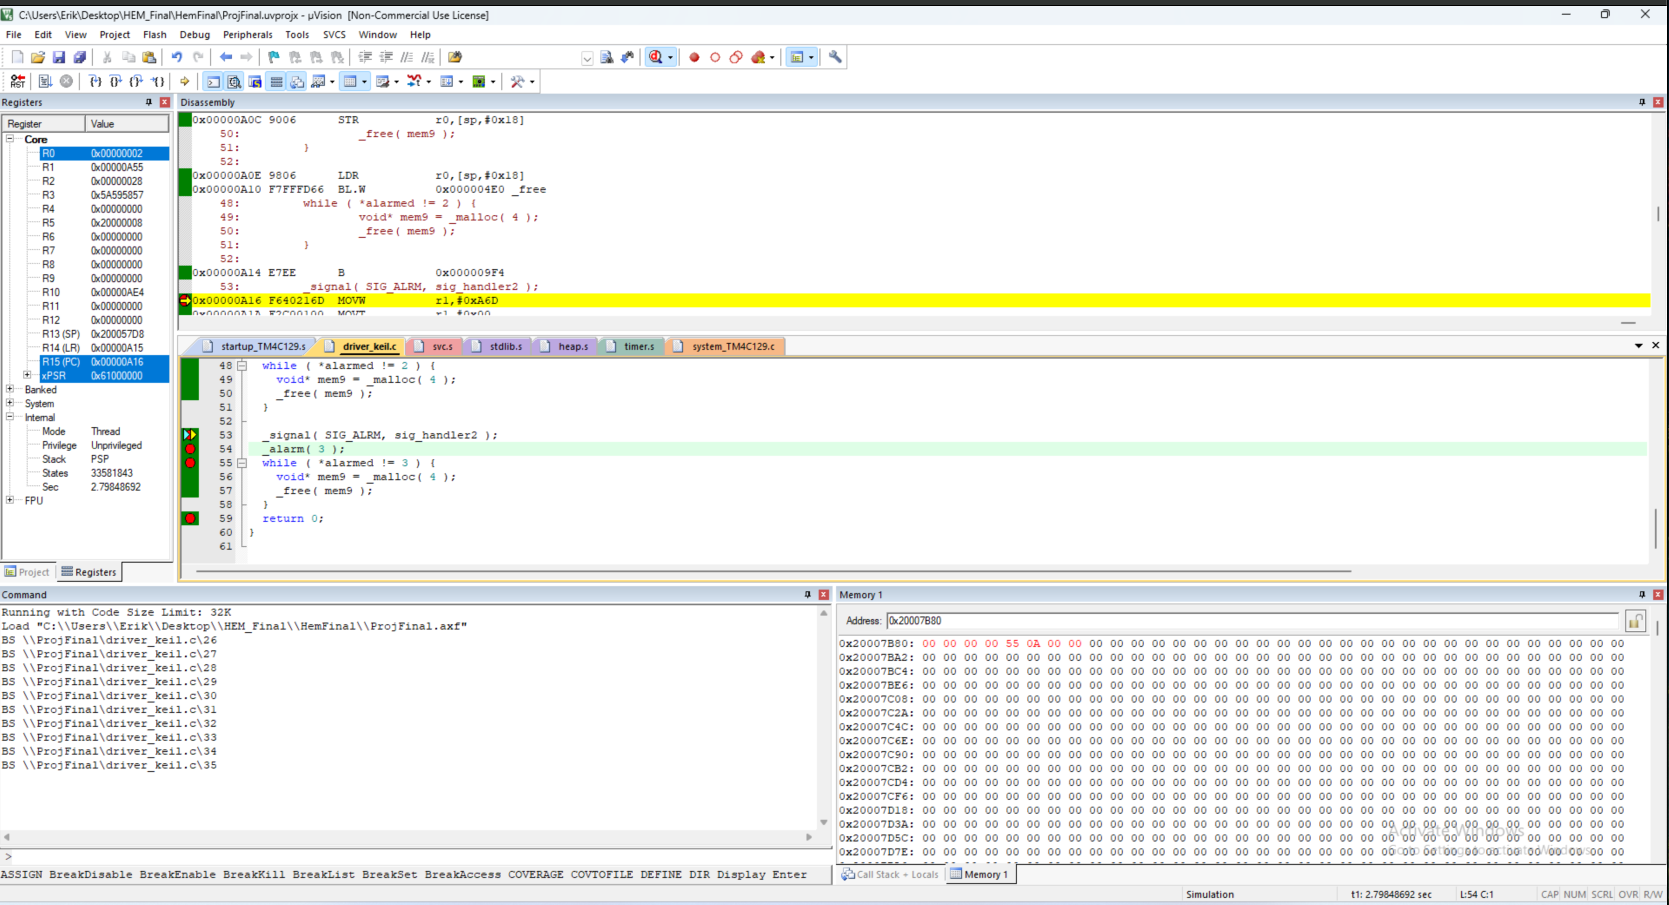 C:\Users\Erik\Desktop\HEM_Final\HemFinal\ProjFinal.uvprojx - µVision [Non-Commercial Use License]
File Edit View Project Flash Debug Peripherals Tools SVCS Window Help
Registers
Register Value
Core
R0 0x00000002
R1 0x00000A55
R2 0x00000028
R3 0x5A595857
R4 0x00000000
R5 0x20000008
R6 0x00000000
R7 0x00000000
R8 0x00000000
R9 0x00000000
R10 0x00000AE4
R11 0x00000000
R12 0x00000000
R13 (SP) 0x200057D8
R14 (LR) 0x00000A15
R15 (PC) 0x00000A16
xPSR 0x61000000
Banked
System
Internal
Mode Thread
Privilege Unprivileged
Stack PSP
States 33581843
Sec 2.79848692
FPU
Project Registers
Disassembly
0x00000A0C 9006 STR r0,[sp,#0x18]
50: _free( mem9 );
51: }
52:
0x00000A0E 9806 LDR r0,[sp,#0x18]
0x00000A10 F7FFFD66 BL.W 0x000004E0 _free
48: while ( *alarmed != 2 ) {
49: void* mem9 = _malloc( 4 );
50: _free( mem9 );
51: }
52:
0x00000A14 E7EE B 0x000009F4
53: _signal( SIG_ALRM, sig_handler2 );
0x00000A16 F640216D MOVW r1,#0xA6D
0x00000A1A F2C00100 MOVT r1,#0x00
startup_TM4C129.s driver_keil.c svc.s stdlib.s heap.s timer.s system_TM4C129.c
48 while ( *alarmed != 2 ) {
49 void* mem9 = _malloc( 4 );
50 _free( mem9 );
51 }
52
53 _signal( SIG_ALRM, sig_handler2 );
54 _alarm( 3 );
55 while ( *alarmed != 3 ) {
56 void* mem9 = _malloc( 4 );
57 _free( mem9 );
58 }
59 return 0;
60 }
61
Command
Running with Code Size Limit: 32K
Load "C:\\Users\\Erik\\Desktop\\HEM_Final\\HemFinal\\ProjFinal.axf"
BS \\ProjFinal\driver_keil.c\26
BS \\ProjFinal\driver_keil.c\27
BS \\ProjFinal\driver_keil.c\28
BS \\ProjFinal\driver_keil.c\29
BS \\ProjFinal\driver_keil.c\30
BS \\ProjFinal\driver_keil.c\31
BS \\ProjFinal\driver_keil.c\32
BS \\ProjFinal\driver_keil.c\33
BS \\ProjFinal\driver_keil.c\34
BS \\ProjFinal\driver_keil.c\35
>
ASSIGN BreakDisable BreakEnable BreakKill BreakList BreakSet BreakAccess COVERAGE COVTOFILE DEFINE DIR Display Enter
Memory 1
Address: 0x20007B80
0x20007B80: 00 00 00 00 55 0A 00 00 00 00 00 00 00 00 00 00 00 00 00 00 00 00 00 00 00 00 00 00 00 00 00 00 00 00
0x20007BA2: 00 00 00 00 00 00 00 00 00 00 00 00 00 00 00 00 00 00 00 00 00 00 00 00 00 00 00 00 00 00 00 00 00 00
0x20007BC4: 00 00 00 00 00 00 00 00 00 00 00 00 00 00 00 00 00 00 00 00 00 00 00 00 00 00 00 00 00 00 00 00 00 00
0x20007BE6: 00 00 00 00 00 00 00 00 00 00 00 00 00 00 00 00 00 00 00 00 00 00 00 00 00 00 00 00 00 00 00 00 00 00
0x20007C08: 00 00 00 00 00 00 00 00 00 00 00 00 00 00 00 00 00 00 00 00 00 00 00 00 00 00 00 00 00 00 00 00 00 00
0x20007C2A: 00 00 00 00 00 00 00 00 00 00 00 00 00 00 00 00 00 00 00 00 00 00 00 00 00 00 00 00 00 00 00 00 00 00
0x20007C4C: 00 00 00 00 00 00 00 00 00 00 00 00 00 00 00 00 00 00 00 00 00 00 00 00 00 00 00 00 00 00 00 00 00 00
0x20007C6E: 00 00 00 00 00 00 00 00 00 00 00 00 00 00 00 00 00 00 00 00 00 00 00 00 00 00 00 00 00 00 00 00 00 00
0x20007C90: 00 00 00 00 00 00 00 00 00 00 00 00 00 00 00 00 00 00 00 00 00 00 00 00 00 00 00 00 00 00 00 00 00 00
0x20007CB2: 00 00 00 00 00 00 00 00 00 00 00 00 00 00 00 00 00 00 00 00 00 00 00 00 00 00 00 00 00 00 00 00 00 00
0x20007CD4: 00 00 00 00 00 00 00 00 00 00 00 00 00 00 00 00 00 00 00 00 00 00 00 00 00 00 00 00 00 00 00 00 00 00
0x20007CF6: 00 00 00 00 00 00 00 00 00 00 00 00 00 00 00 00 00 00 00 00 00 00 00 00 00 00 00 00 00 00 00 00 00 00
0x20007D18: 00 00 00 00 00 00 00 00 00 00 00 00 00 00 00 00 00 00 00 00 00 00 00 00 00 00 00 00 00 00 00 00 00 00
0x20007D3A: 00 00 00 00 00 00 00 00 00 00 00 00 00 00 00 00 00 00 00 00 00 00 00 00 00 00 00 00 00 00 00 00 00 00
0x20007D5C: 00 00 00 00 00 00 00 00 00 00 00 00 00 00 00 00 00 00 00 00 00 00 00 00 00 00 00 00 00 00 00 00 00 00
0x20007D7E: 00 00 00 00 00 00 00 00 00 00 00 00 00 00 00 00 00 00 00 00 00 00 00 00 00 00 00 00 00 00 00 00 00 00
Activate Windows
Go to Settings to activate Windows.
Call Stack + Locals Memory 1
Simulation t1: 2.79848692 sec L:54 C:1 CAP NUM SCRL OVR R/W